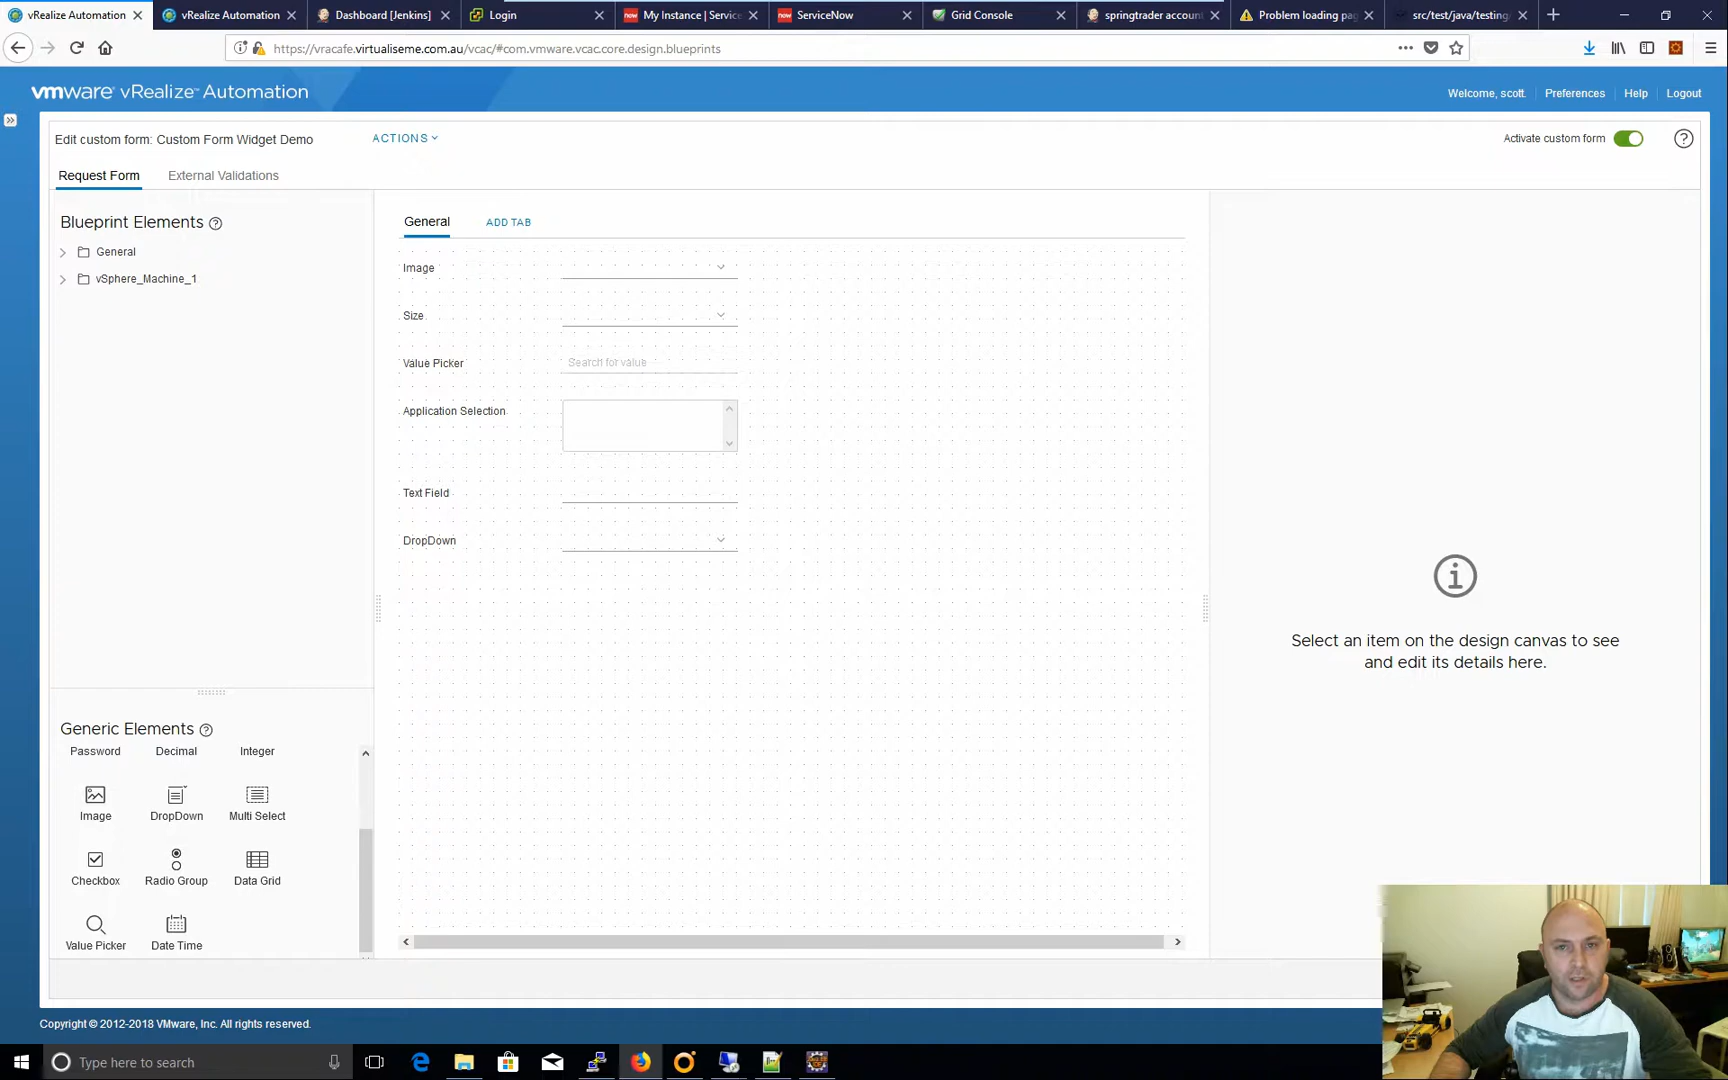 vRealize Automation
vRealize Automation
Dashboard [Jenkins]
Login
My Instance | Service
ServiceNow
Grid Console
springtrader accoun
Problem loading pag
src/test/java/testing
https://vracafe.virtualiseme.com.au/vcac/#com.vmware.vcac.core.design.blueprints
vmware vRealize™ Automation
Welcome, scott.
Preferences
Help
Logout
Edit custom form: Custom Form Widget Demo
ACTIONS
Activate custom form
Request Form
External Validations
Blueprint Elements
General
ADD TAB
General
vSphere_Machine_1
Image
Size
Value Picker
Search for value
Application Selection
Text Field
DropDown
Select an item on the design canvas to see
and edit its details here.
Generic Elements
Password
Decimal
Integer
Image
DropDown
Multi Select
Checkbox
Radio Group
Data Grid
Value Picker
Date Time
Copyright © 2012-2018 VMware, Inc. All rights reserved.
Type here to search